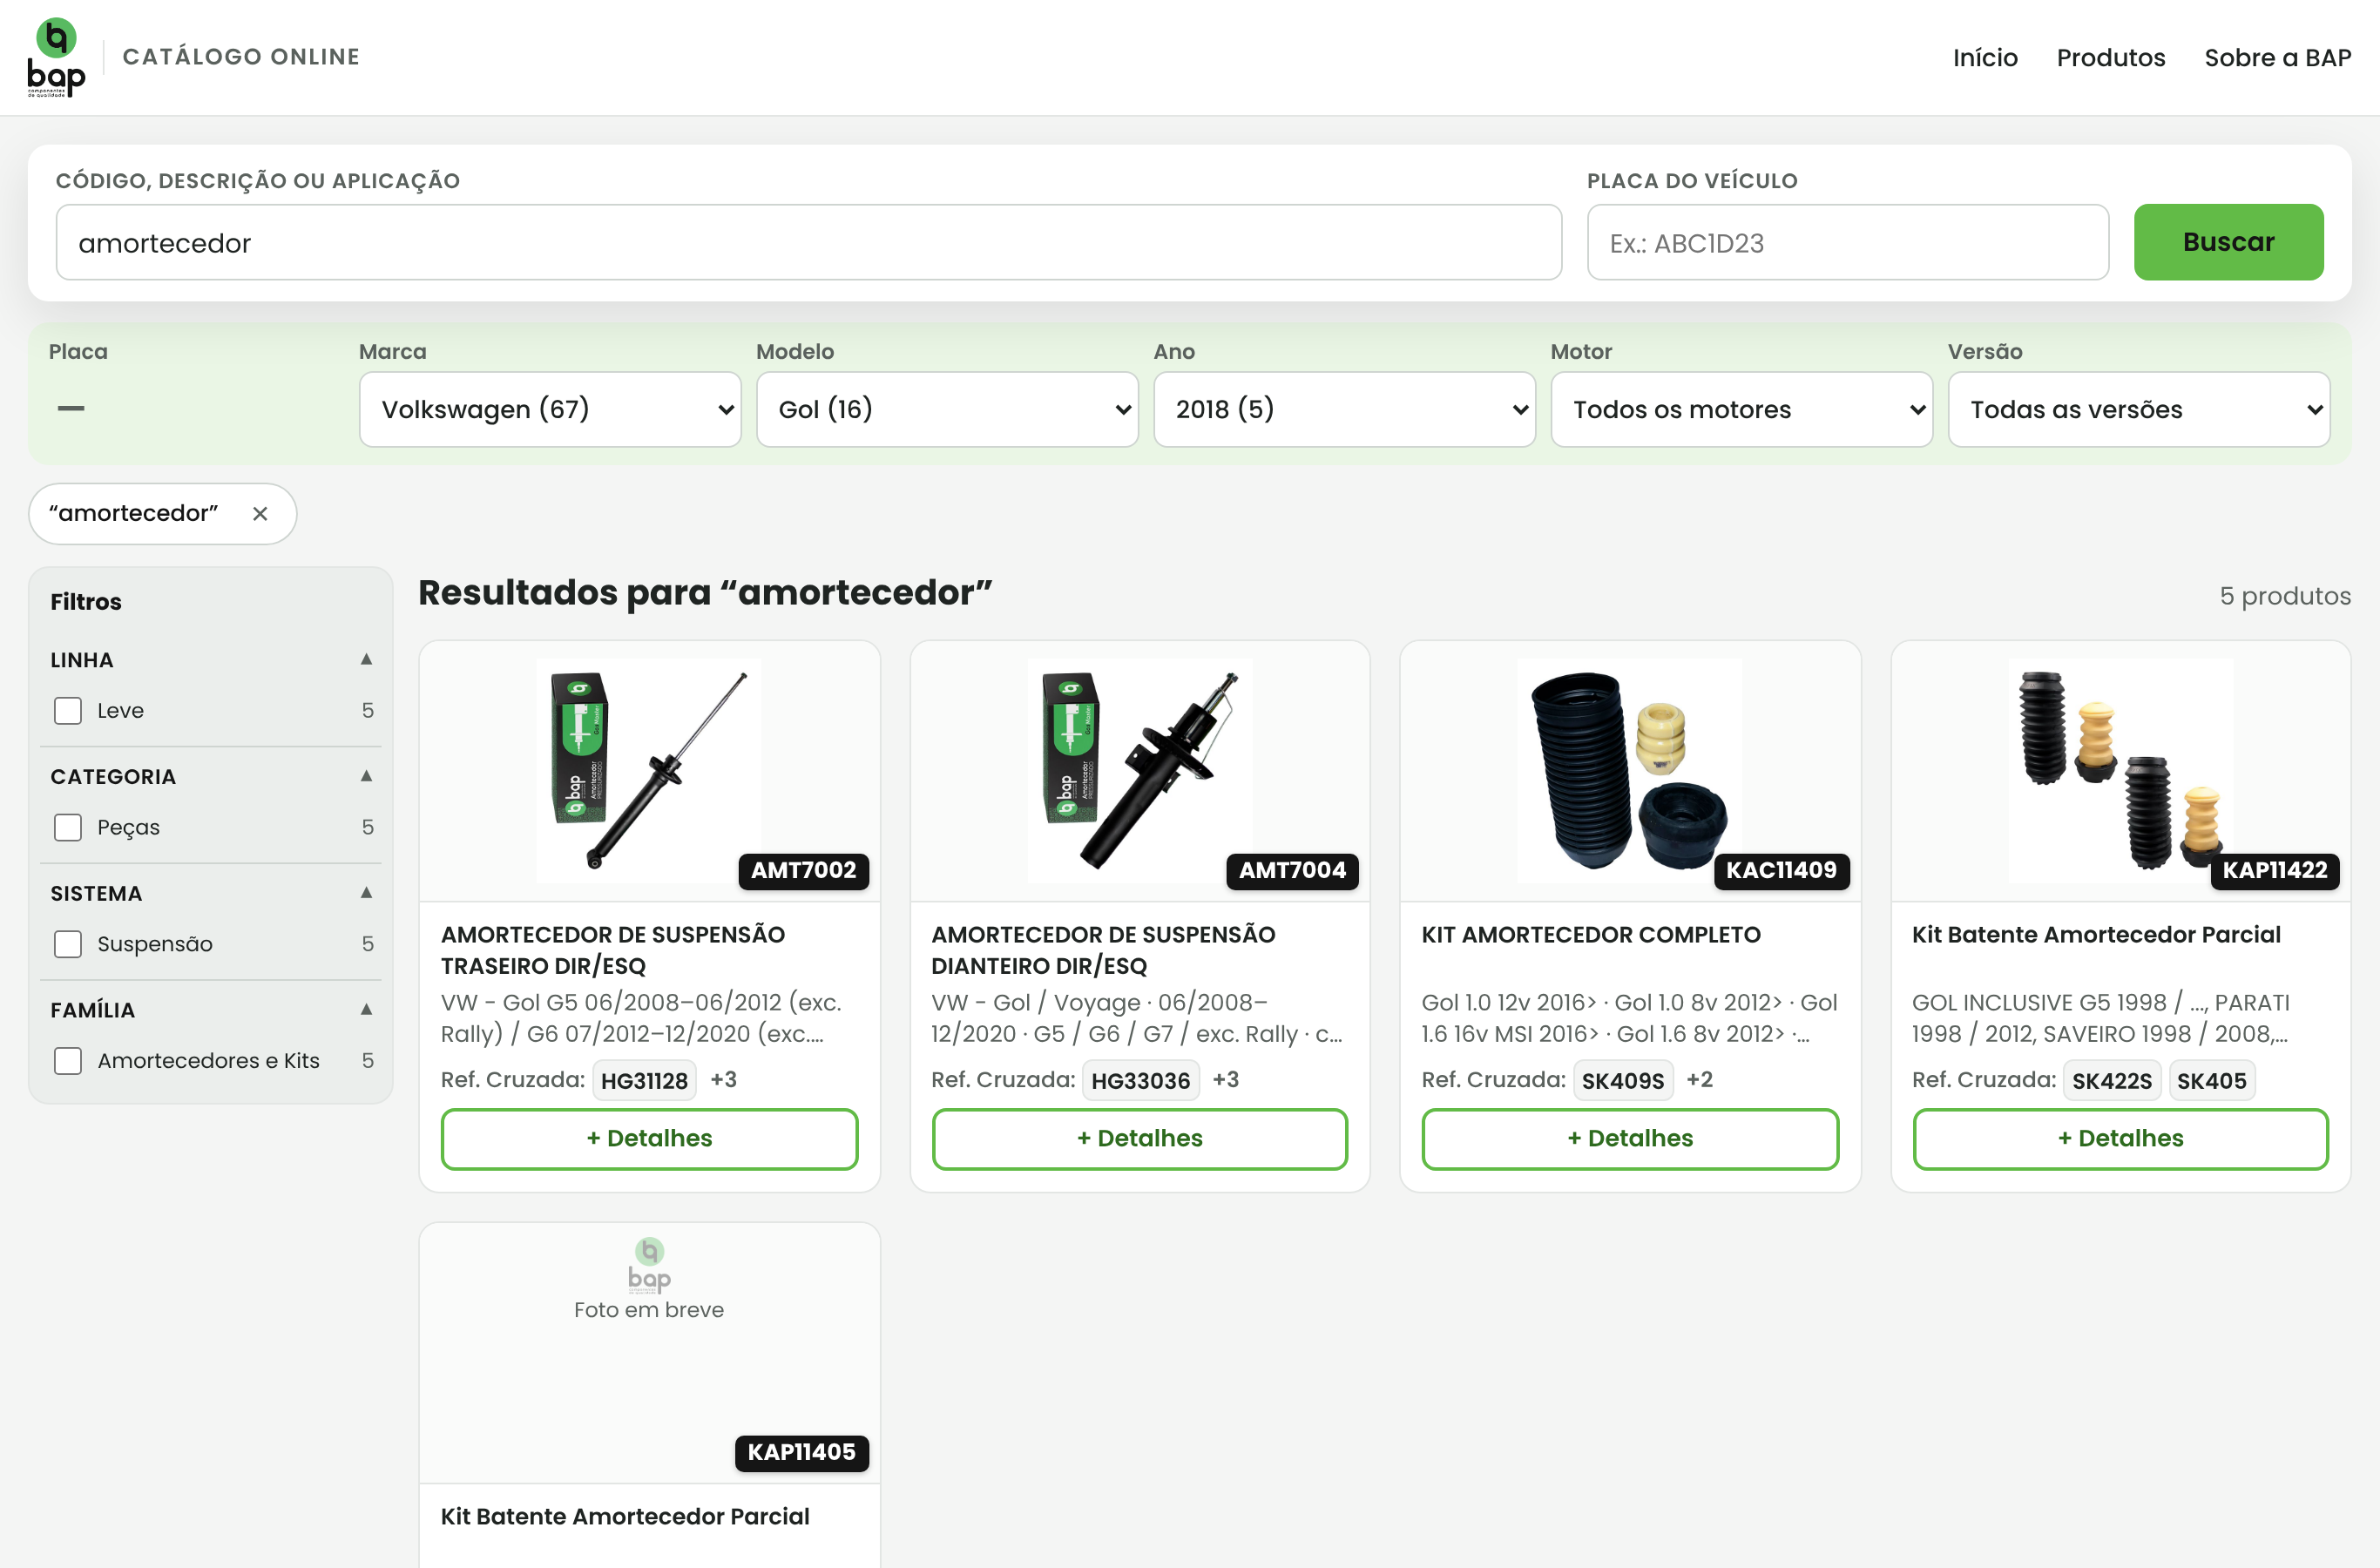 bap
componentes
de qualidade
CATÁLOGO ONLINE
Início
Produtos
Sobre a BAP
CÓDIGO, DESCRIÇÃO OU APLICAÇÃO
PLACA DO VEÍCULO
amortecedor
Ex.: ABC1D23
Buscar
Placa
Marca
Modelo
Ano
Motor
Versão
—
Volkswagen (67)
Gol (16)
2018 (5)
Todos os motores
Todas as versões
“amortecedor” ×
Filtros
LINHA ▲
Leve 5
CATEGORIA ▲
Peças 5
SISTEMA ▲
Suspensão 5
FAMÍLIA ▲
Amortecedores e Kits 5
Resultados para “amortecedor”
5 produtos
bap
Amortecedor
AMT7002
AMORTECEDOR DE SUSPENSÃO
TRASEIRO DIR/ESQ
VW - Gol G5 06/2008–06/2012 (exc.
Rally) / G6 07/2012–12/2020 (exc....
Ref. Cruzada: HG31128 +3
+ Detalhes
bap
Amortecedor
AMT7004
AMORTECEDOR DE SUSPENSÃO
DIANTEIRO DIR/ESQ
VW - Gol / Voyage · 06/2008–
12/2020 · G5 / G6 / G7 / exc. Rally · c...
Ref. Cruzada: HG33036 +3
+ Detalhes
KAC11409
KIT AMORTECEDOR COMPLETO
Gol 1.0 12v 2016> · Gol 1.0 8v 2012> · Gol
1.6 16v MSI 2016> · Gol 1.6 8v 2012> ·...
Ref. Cruzada: SK409S +2
+ Detalhes
KAP11422
Kit Batente Amortecedor Parcial
GOL INCLUSIVE G5 1998 / ..., PARATI
1998 / 2012, SAVEIRO 1998 / 2008,...
Ref. Cruzada: SK422S SK405
+ Detalhes
bap
Foto em breve
KAP11405
Kit Batente Amortecedor Parcial